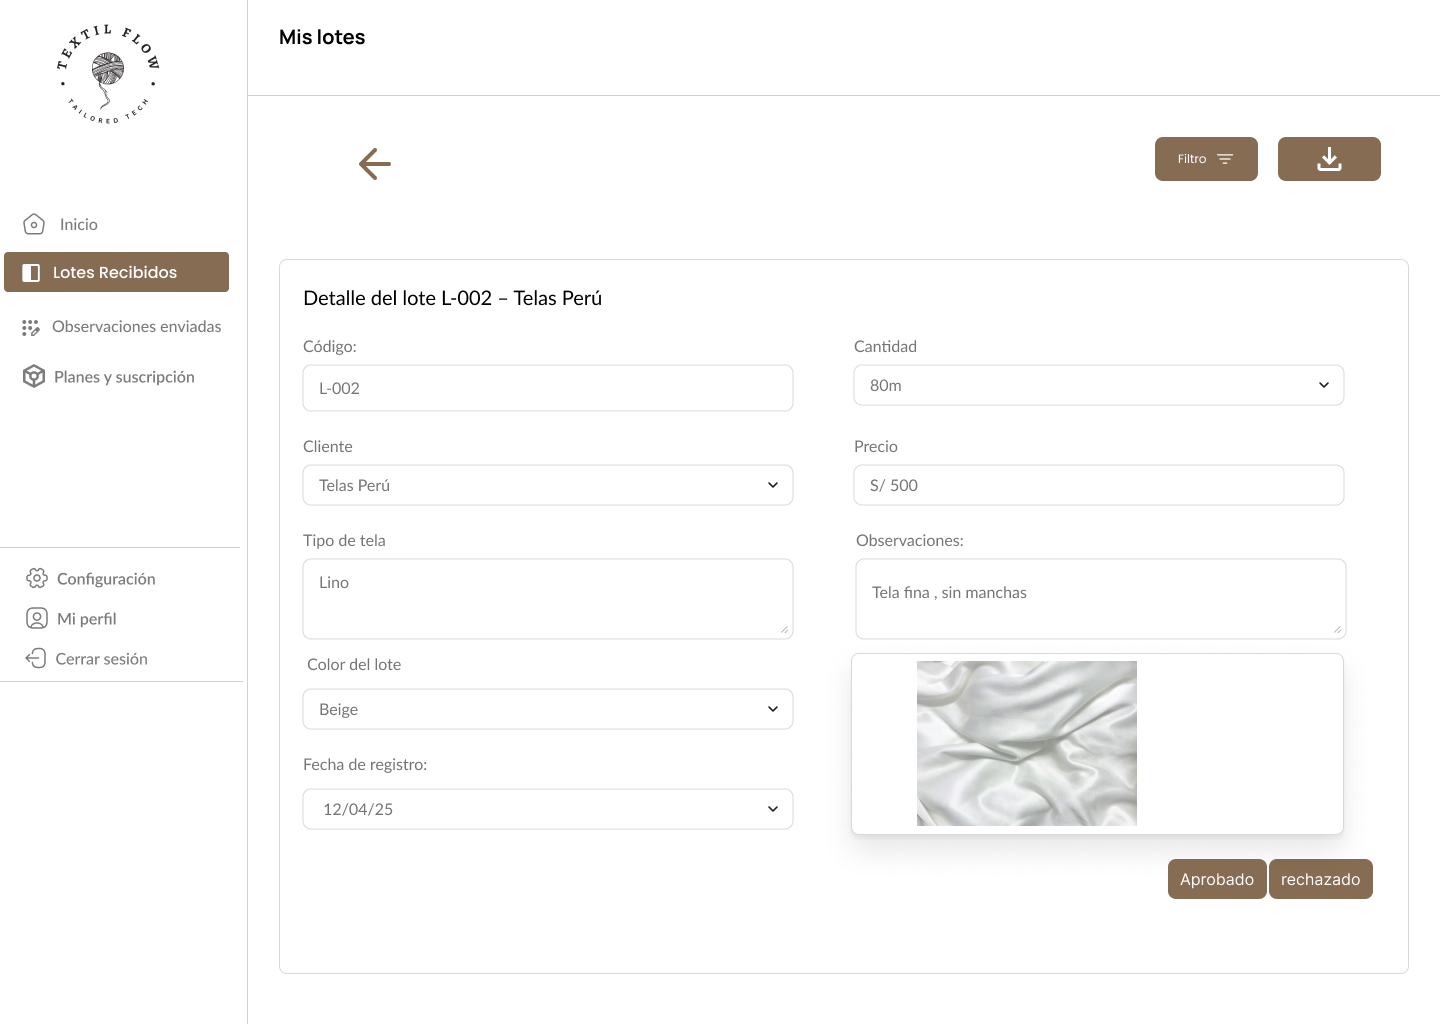 TEXTIL FLOW
TAILORED TECH
Mis lotes
Filtro
Inicio
Lotes Recibidos
Observaciones enviadas
Planes y suscripción
Configuración
Mi perfil
Cerrar sesión
Detalle del lote L-002 – Telas Perú
Código:
L-002
Cantidad
80m
Cliente
Telas Perú
Precio
S/ 500
Tipo de tela
Lino
Observaciones:
Tela fina , sin manchas
Color del lote
Beige
Fecha de registro:
12/04/25
Aprobado
rechazado